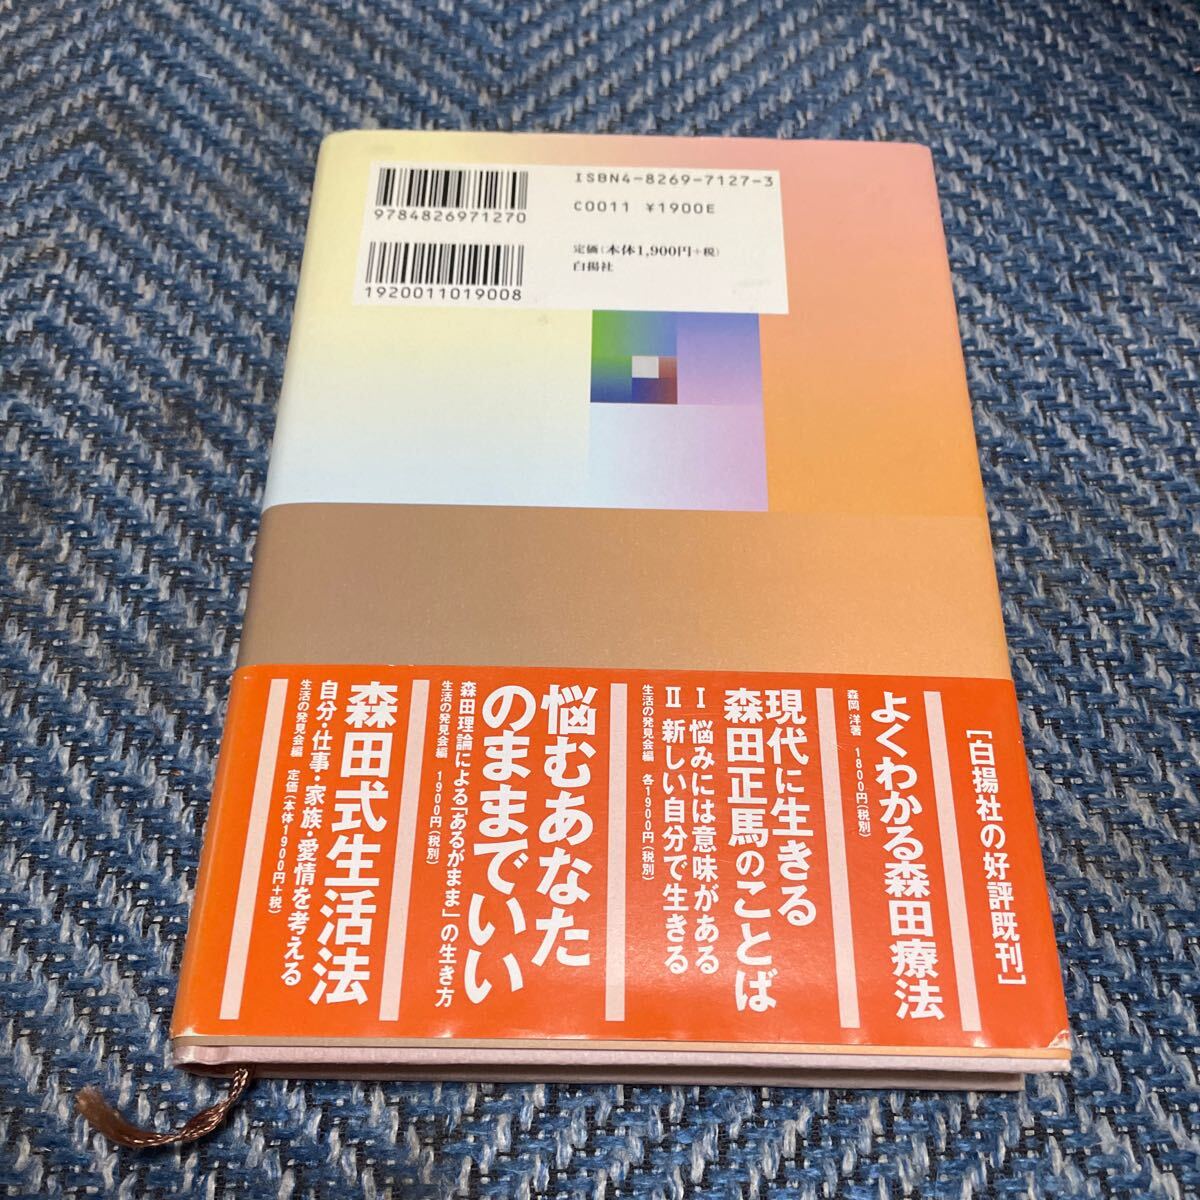 9784826971270
ISBN4-8269-7127-3
C0011 ¥1900E
1920011019008
定価(本体1,900円+税)
白揚社
[白揚社の好評既刊]
よくわかる森田療法
森岡 洋著 1800円(税別)
現代に生きる
森田正馬のことば
Ⅰ 悩みには意味がある
Ⅱ 新しい自分で生きる
生活の発見会編 各1900円(税別)
悩むあなた
のままでいい
森田理論による「あるがまま」の生き方
生活の発見会編 1900円(税別)
森田式生活法
自分・仕事・家族・愛情を考える
生活の発見会編 定価(本体1900円+税)